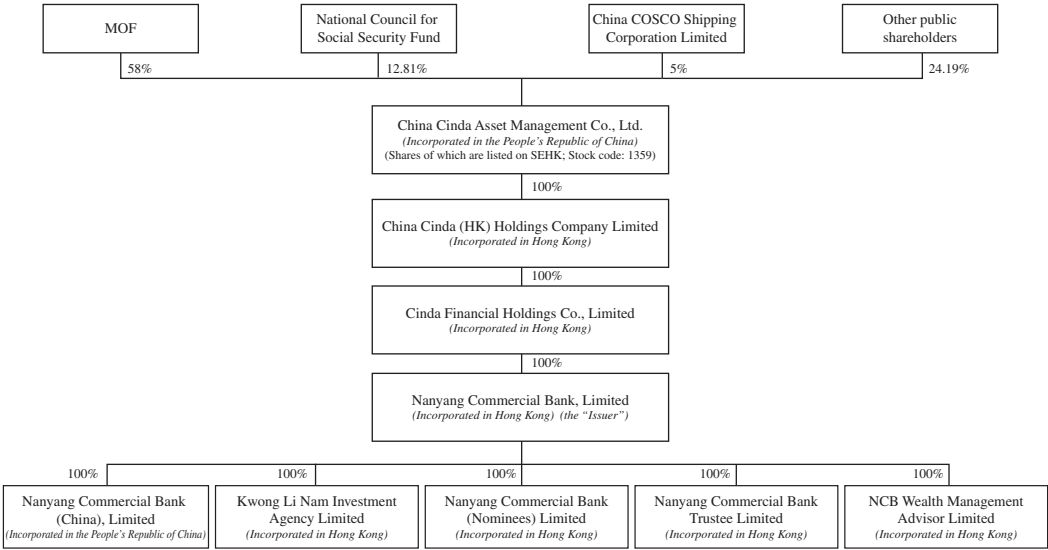 MOF
National Council for
Social Security Fund
China COSCO Shipping
Corporation Limited
Other public
shareholders
58%
12.81%
5%
24.19%
China Cinda Asset Management Co., Ltd.
(Incorporated in the People's Republic of China)
(Shares of which are listed on SEHK; Stock code: 1359)
100%
China Cinda (HK) Holdings Company Limited
(Incorporated in Hong Kong)
100%
Cinda Financial Holdings Co., Limited
(Incorporated in Hong Kong)
100%
Nanyang Commercial Bank, Limited
(Incorporated in Hong Kong) (the “Issuer”)
100%
100%
100%
100%
100%
Nanyang Commercial Bank
(China), Limited
(Incorporated in the People's Republic of China)
Kwong Li Nam Investment
Agency Limited
(Incorporated in Hong Kong)
Nanyang Commercial Bank
(Nominees) Limited
(Incorporated in Hong Kong)
Nanyang Commercial Bank
Trustee Limited
(Incorporated in Hong Kong)
NCB Wealth Management
Advisor Limited
(Incorporated in Hong Kong)